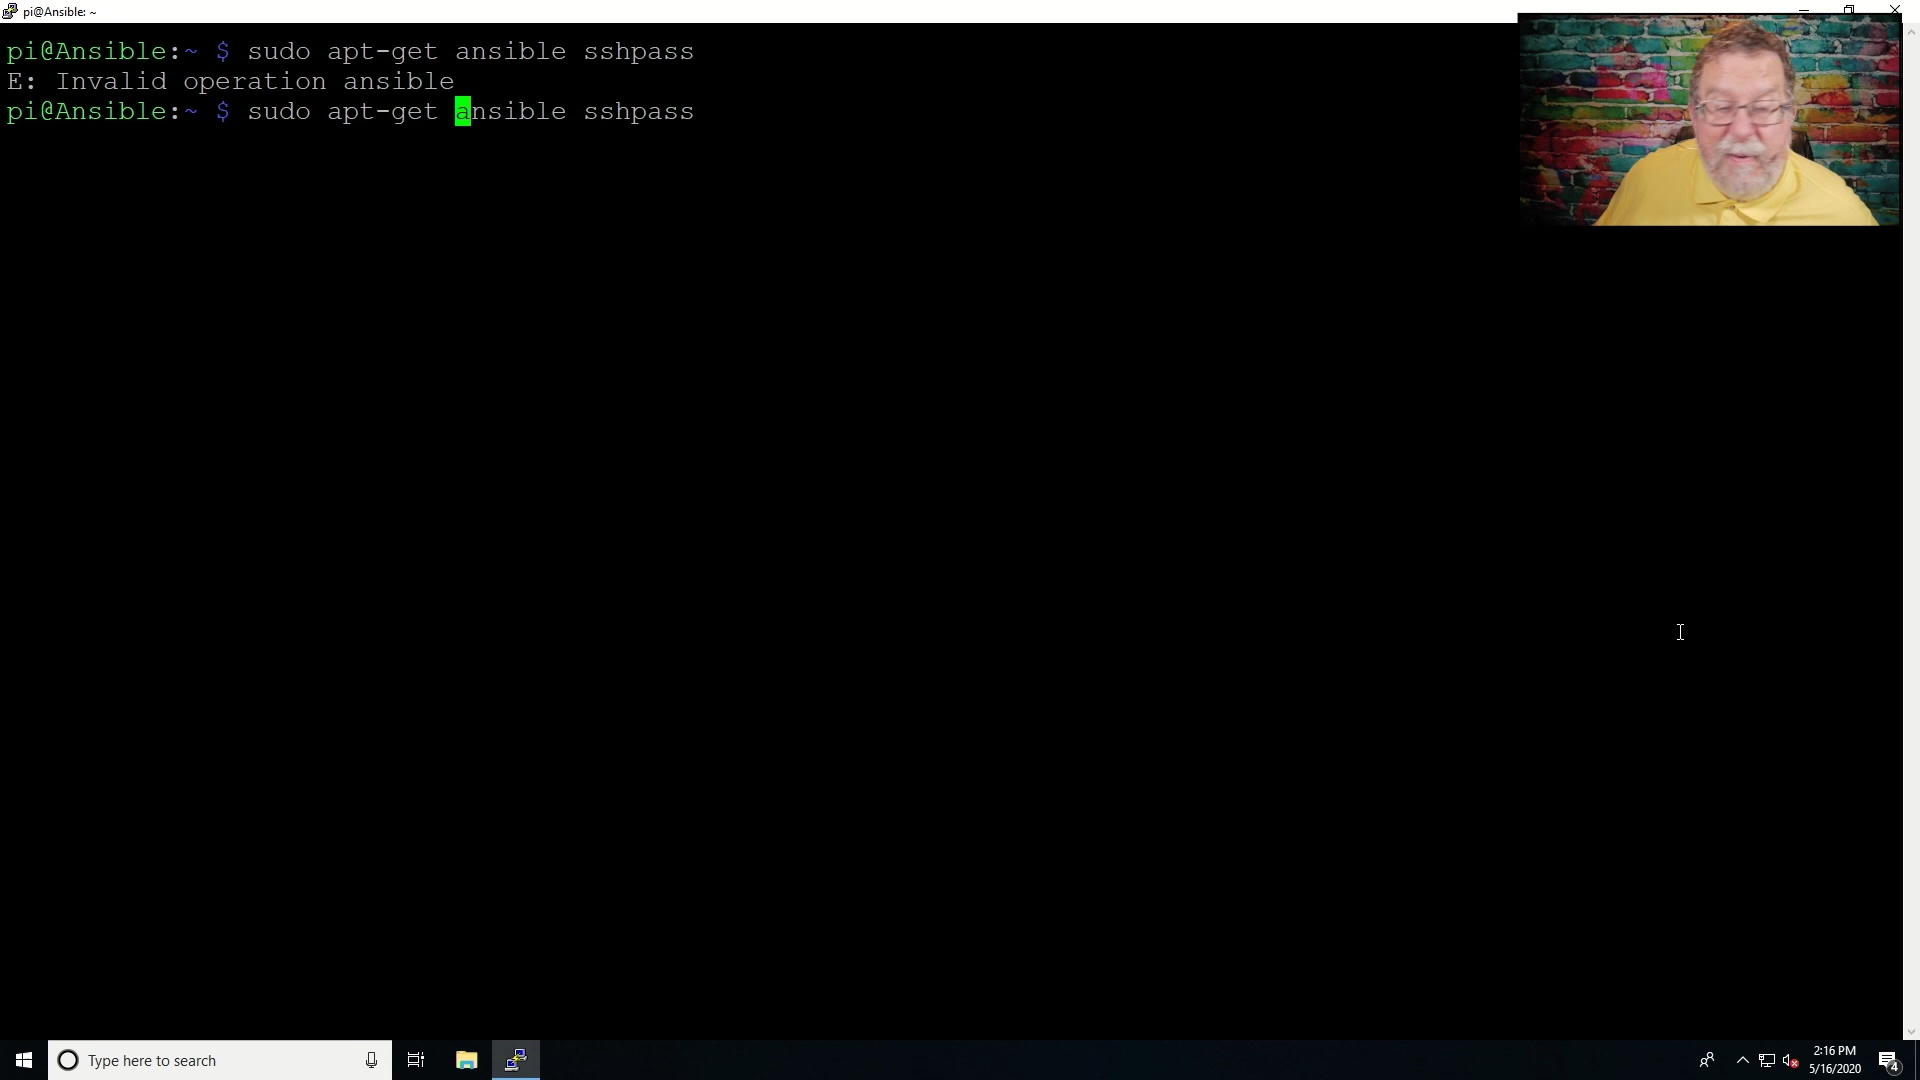 pi@Ansible: ~
pi@Ansible:~ $ sudo apt-get ansible sshpass
E: Invalid operation ansible
pi@Ansible:~ $ sudo apt-get ansible sshpass
Type here to search
2:16 PM
5/16/2020
4